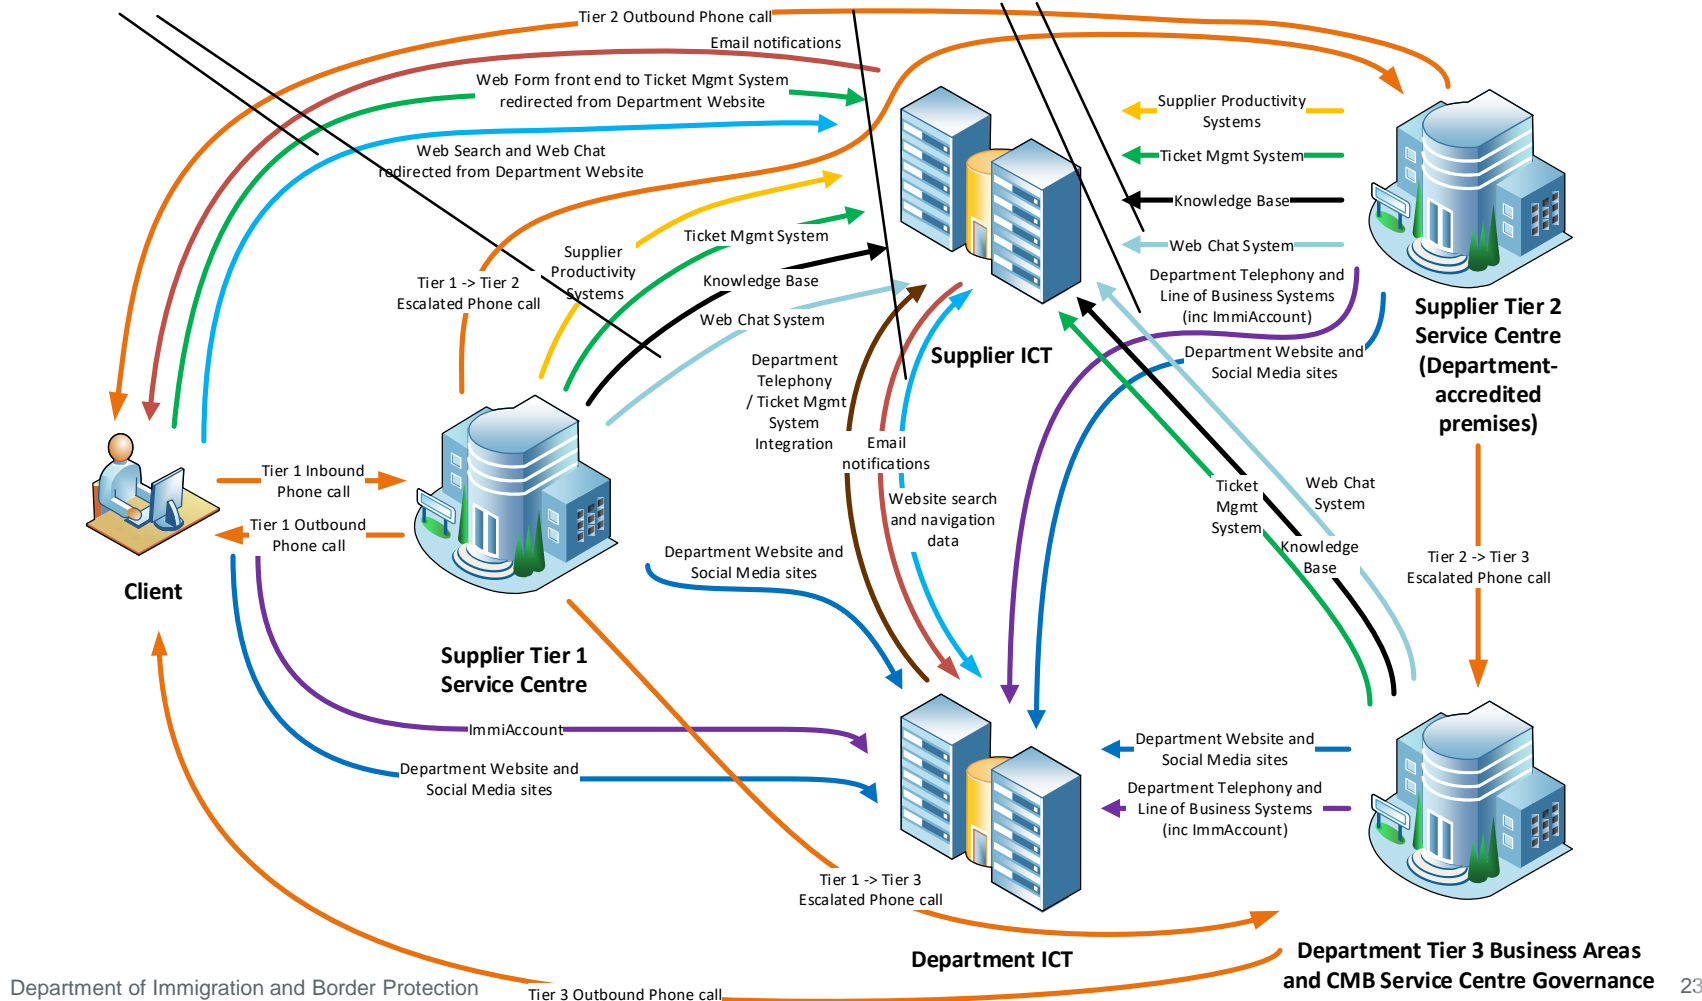 Tier 2 Outbound Phone call
Email notifications
Web Form front end to Ticket Mgmt System
redirected from Department Website
Web Search and Web Chat
redirected from Department Website
Supplier Productivity
Systems
Ticket Mgmt System
Knowledge Base
Web Chat System
Department Telephony and
Line of Business Systems
(inc ImmiAccount)
Department Website and
Social Media sites
Supplier Tier 2
Service Centre
(Department-
accredited
premises)
Tier 1 -> Tier 2
Escalated Phone call
Supplier
Productivity
Systems
Ticket Mgmt System
Knowledge Base
Web Chat System
Supplier ICT
Department
Telephony
/ Ticket Mgmt
System
Integration
Email
notifications
Website search
and navigation
data
Tier 1 Inbound
Phone call
Tier 1 Outbound
Phone call
Client
Supplier Tier 1
Service Centre
Department Website and
Social Media sites
Ticket
Mgmt
System
Web Chat
System
Knowledge
Base
Tier 2 -> Tier 3
Escalated Phone call
ImmiAccount
Department Website and
Social Media sites
Department Website and
Social Media sites
Department Telephony and
Line of Business Systems
(inc ImmAccount)
Tier 1 -> Tier 3
Escalated Phone call
Department ICT
Department Tier 3 Business Areas
and CMB Service Centre Governance
Tier 3 Outbound Phone call
Department of Immigration and Border Protection
23